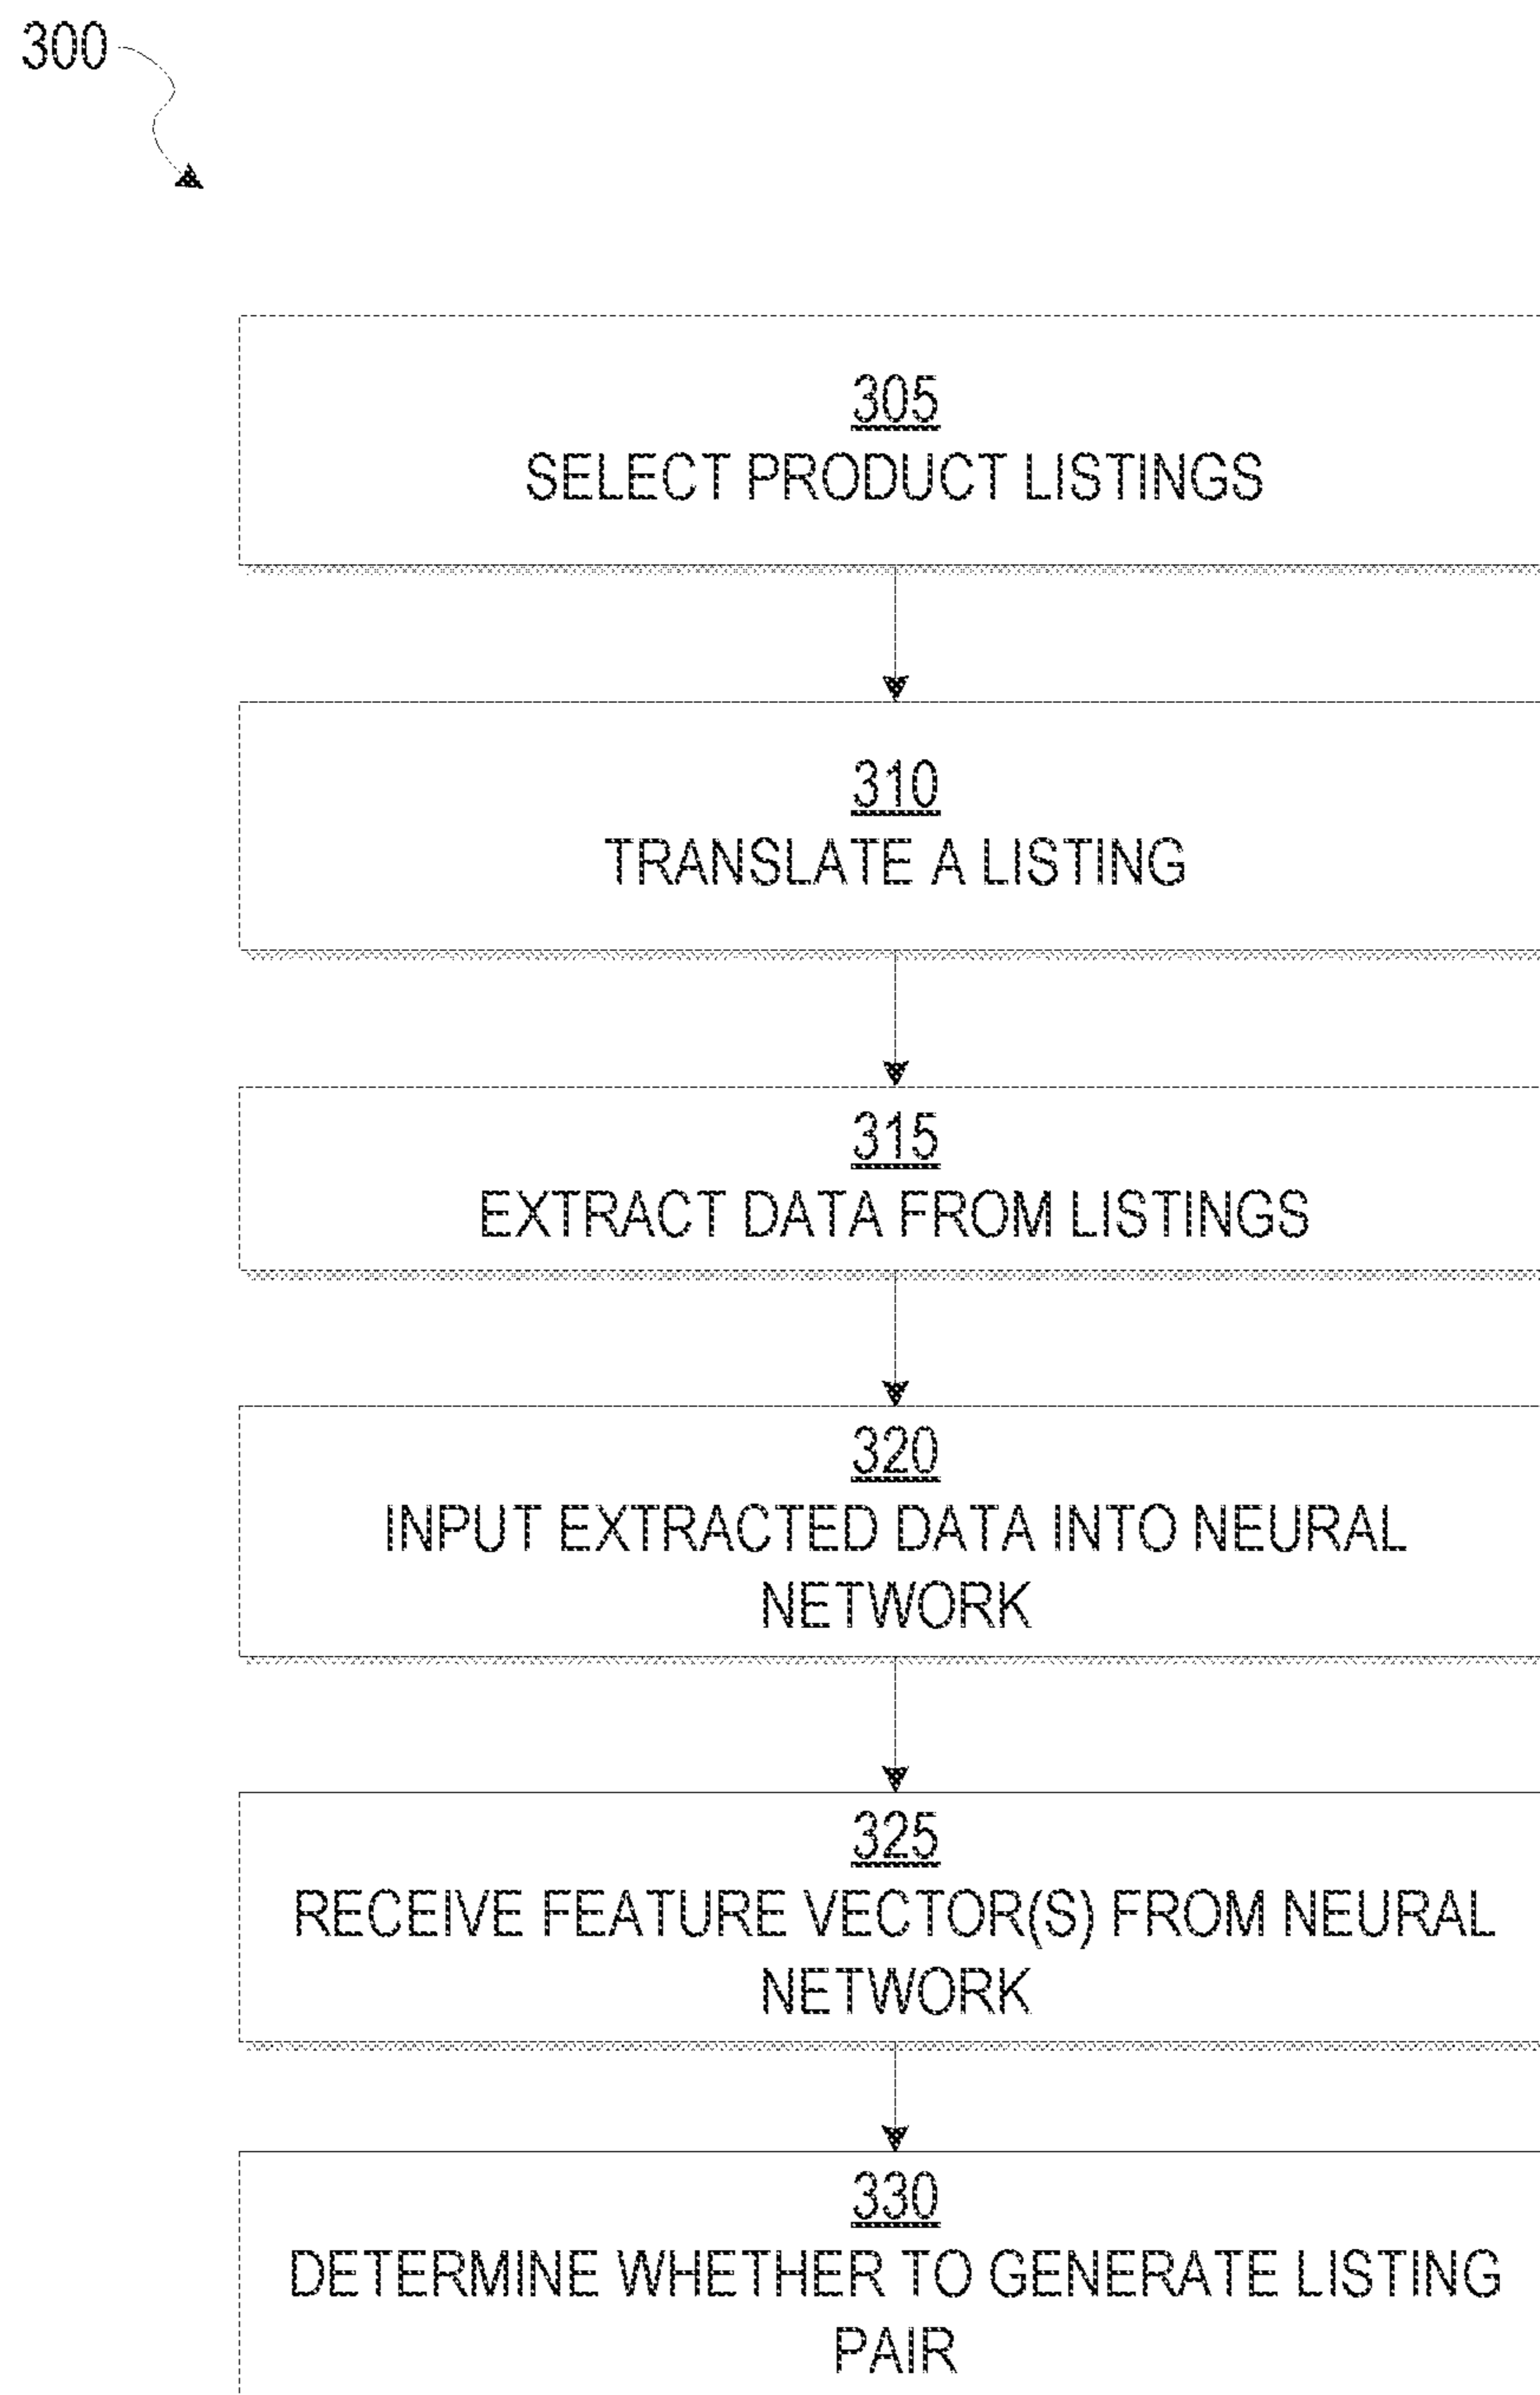 300
305
SELECT PRODUCT LISTINGS
310
TRANSLATE A LISTING
315
EXTRACT DATA FROM LISTINGS
320
INPUT EXTRACTED DATA INTO NEURAL
NETWORK
325
RECEIVE FEATURE VECTOR(S) FROM NEURAL
NETWORK
330
DETERMINE WHETHER TO GENERATE LISTING
PAIR